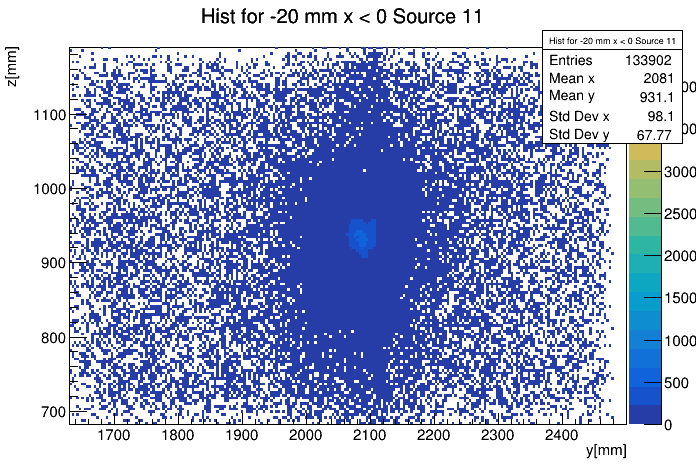 Hist for -20 mm x < 0 Source 11
Hist for -20 mm x < 0 Source 11
Entries 133902
Mean x 2081
Mean y 931.1
Std Dev x 98.1
Std Dev y 67.77
z[mm]
1100
1000
900
800
700
1700 1800 1900 2000 2100 2200 2300 2400
y[mm]
3000
2500
2000
1500
1000
500
0